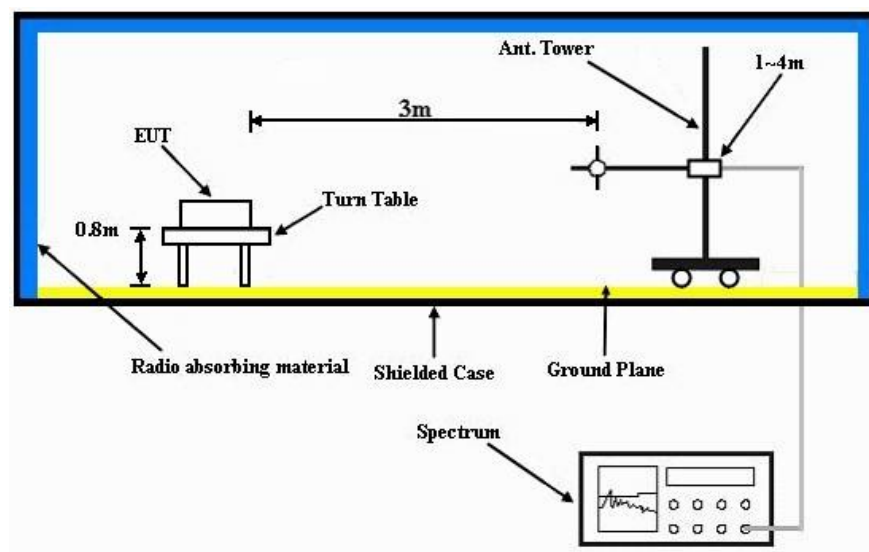 Ant. Tower
1~4m
3m
EUT
Turn Table
0.8m
Radio absorbing material
Shielded Case
Ground Plane
Spectrum